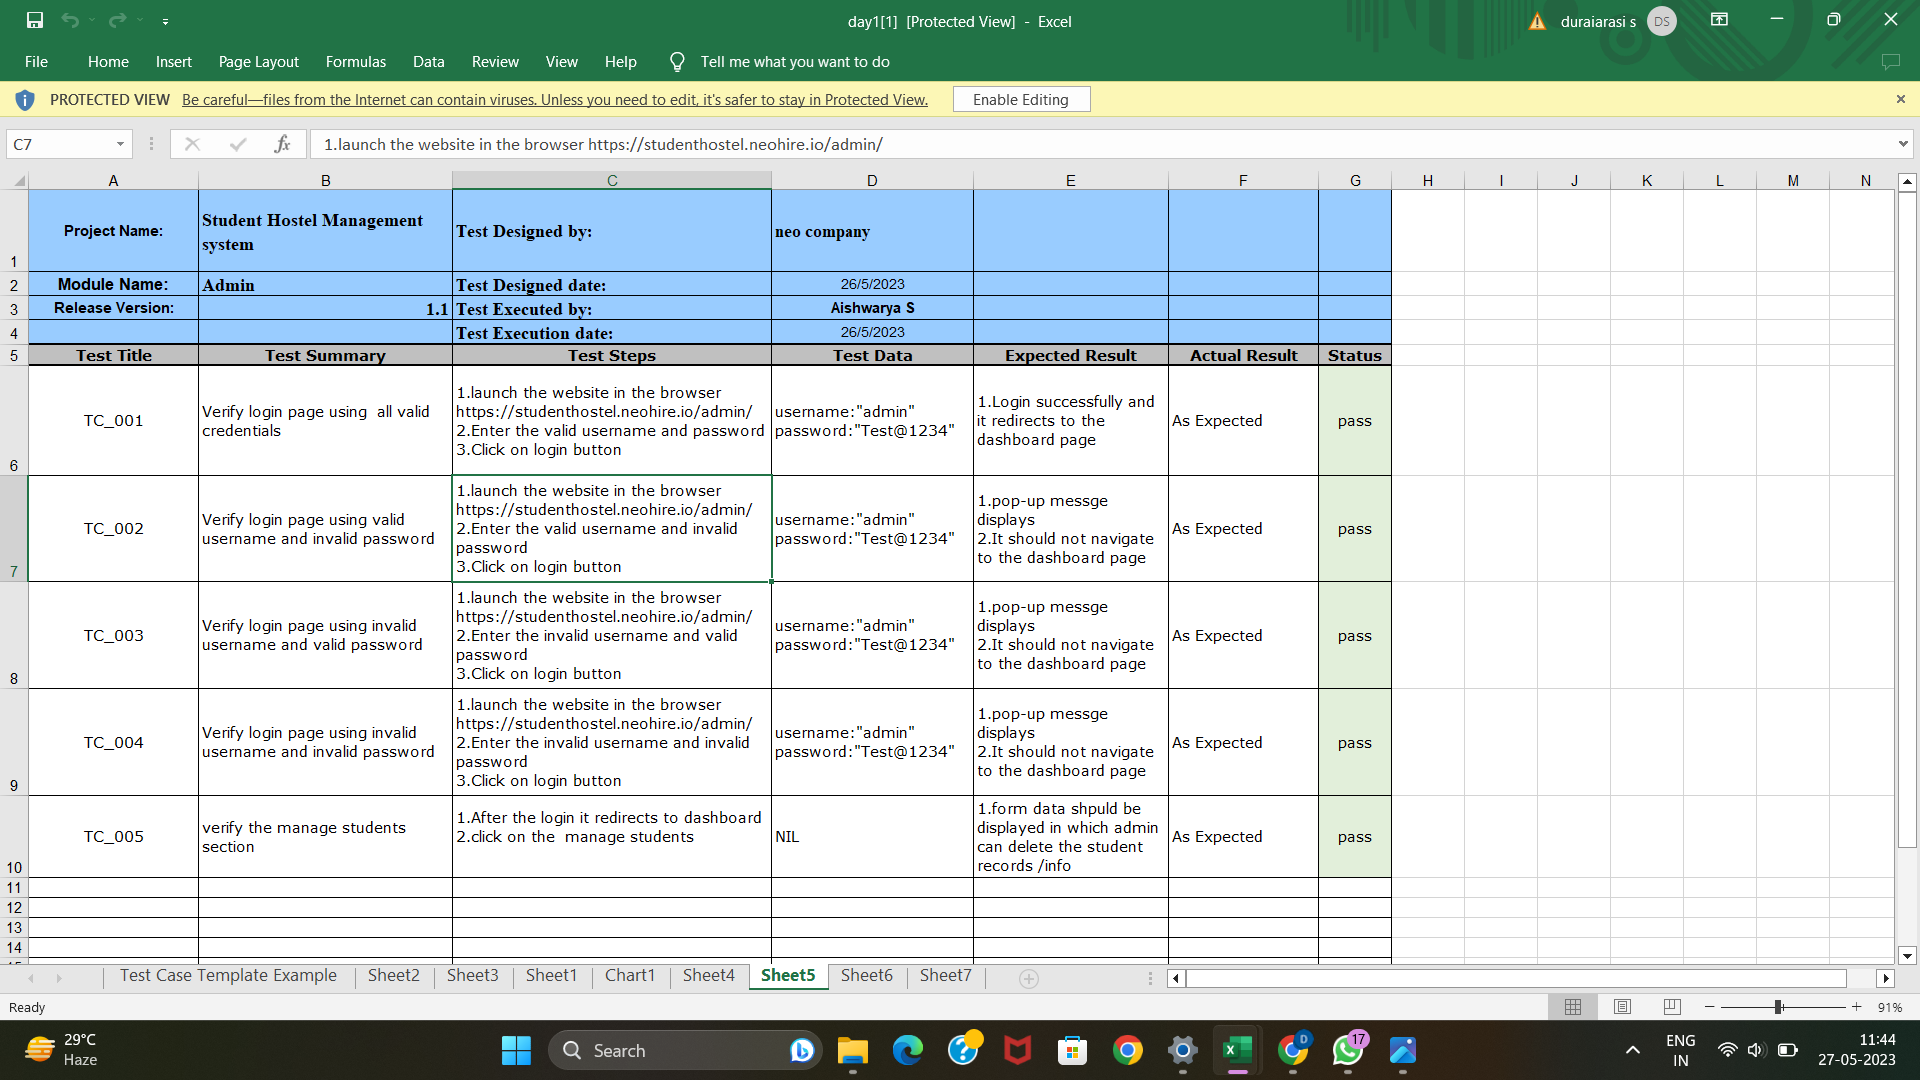 day1[1] [Protected View] - Excel
duraiarasi s
DS
File Home Insert Page Layout Formulas Data Review View Help Tell me what you want to do
PROTECTED VIEW Be careful—files from the Internet can contain viruses. Unless you need to edit, it's safer to stay in Protected View. Enable Editing
C7
fx
1.launch the website in the browser https://studenthostel.neohire.io/admin/
A B C D E F G H I J K L M N
1
Project Name:
Student Hostel Management
system
Test Designed by:
neo company
2 Module Name: Admin Test Designed date: 26/5/2023
3 Release Version: 1.1 Test Executed by: Aishwarya S
4 Test Execution date: 26/5/2023
5 Test Title Test Summary Test Steps Test Data Expected Result Actual Result Status
6
TC_001
Verify login page using  all valid
credentials
1.launch the website in the browser
https://studenthostel.neohire.io/admin/
2.Enter the valid username and password
3.Click on login button
username:"admin"
password:"Test@1234"
1.Login successfully and
it redirects to the
dashboard page
As Expected
pass
7
TC_002
Verify login page using valid
username and invalid password
1.launch the website in the browser
https://studenthostel.neohire.io/admin/
2.Enter the valid username and invalid
password
3.Click on login button
username:"admin"
password:"Test@1234"
1.pop-up messge
displays
2.It should not navigate
to the dashboard page
As Expected
pass
8
TC_003
Verify login page using invalid
username and valid password
1.launch the website in the browser
https://studenthostel.neohire.io/admin/
2.Enter the invalid username and valid
password
3.Click on login button
username:"admin"
password:"Test@1234"
1.pop-up messge
displays
2.It should not navigate
to the dashboard page
As Expected
pass
9
TC_004
Verify login page using invalid
username and invalid password
1.launch the website in the browser
https://studenthostel.neohire.io/admin/
2.Enter the invalid username and invalid
password
3.Click on login button
username:"admin"
password:"Test@1234"
1.pop-up messge
displays
2.It should not navigate
to the dashboard page
As Expected
pass
10
TC_005
verify the manage students
section
1.After the login it redirects to dashboard
2.click on the  manage students
NIL
1.form data shpuld be
displayed in which admin
can delete the student
records /info
As Expected
pass
11
12
13
14
Test Case Template Example Sheet2 Sheet3 Sheet1 Chart1 Sheet4 Sheet5 Sheet6 Sheet7
Ready
91%
29°C
Haze
Search
D
17
ENG
IN
11:44
27-05-2023